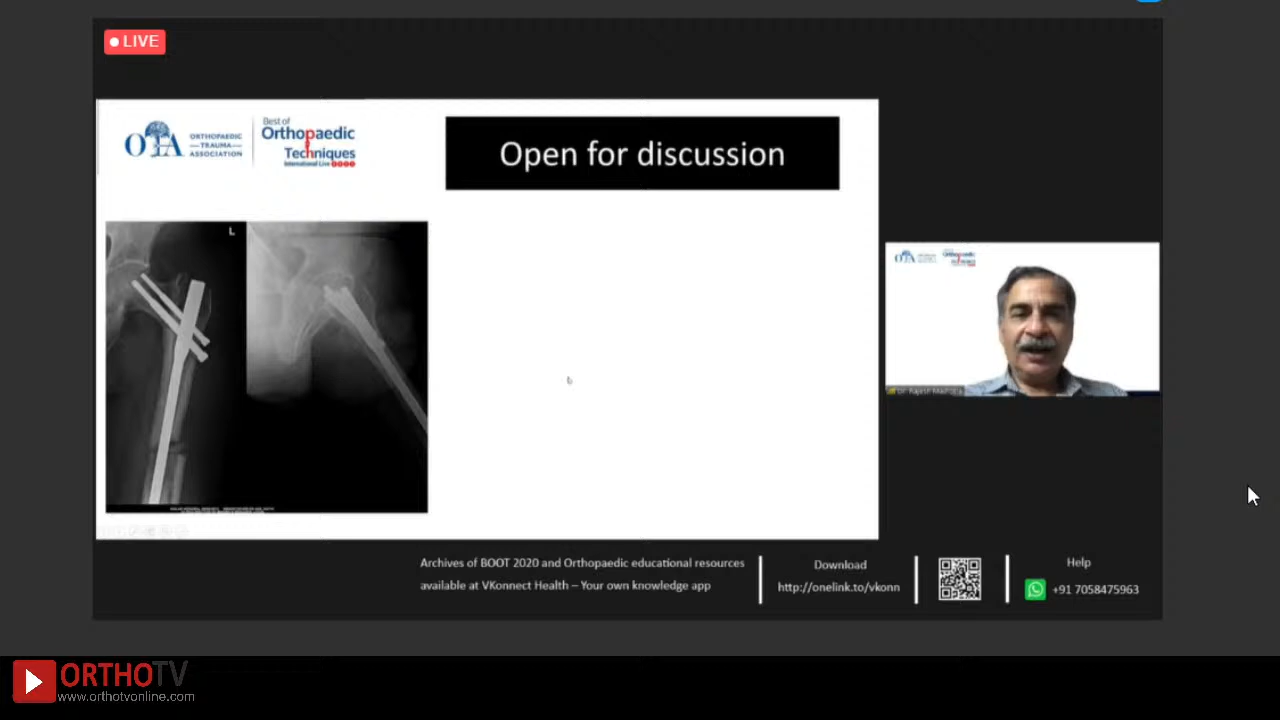 LIVE
OTA
ORTHOPAEDIC
TRAUMA
ASSOCIATION
Best of
Orthopaedic
Techniques
International Live
Open for discussion
L
Archives of BOOT 2020 and Orthopaedic educational resources
available at VKonnect Health – Your own knowledge app
Download
http://onelink.to/vkonn
Help
+91 7058475963
ORTHOTV
www.orthotvonline.com